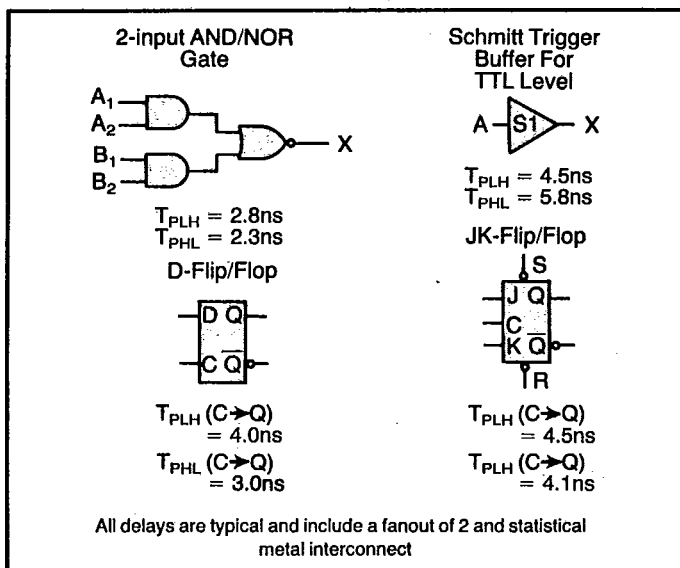 2-input AND/NOR
Gate
A1
A2
B1
B2
X
TPLH = 2.8ns
TPHL = 2.3ns
Schmitt Trigger
Buffer For
TTL Level
A
S1
X
TPLH = 4.5ns
TPHL = 5.8ns
D-Flip/Flop
D Q
C Q̅
TPLH (C→Q)
= 4.0ns
TPHL (C→Q)
= 3.0ns
JK-Flip/Flop
S
J Q
C
K Q̅
R
TPLH (C→Q)
= 4.5ns
TPLH (C→Q)
= 4.1ns
All delays are typical and include a fanout of 2 and statistical
metal interconnect